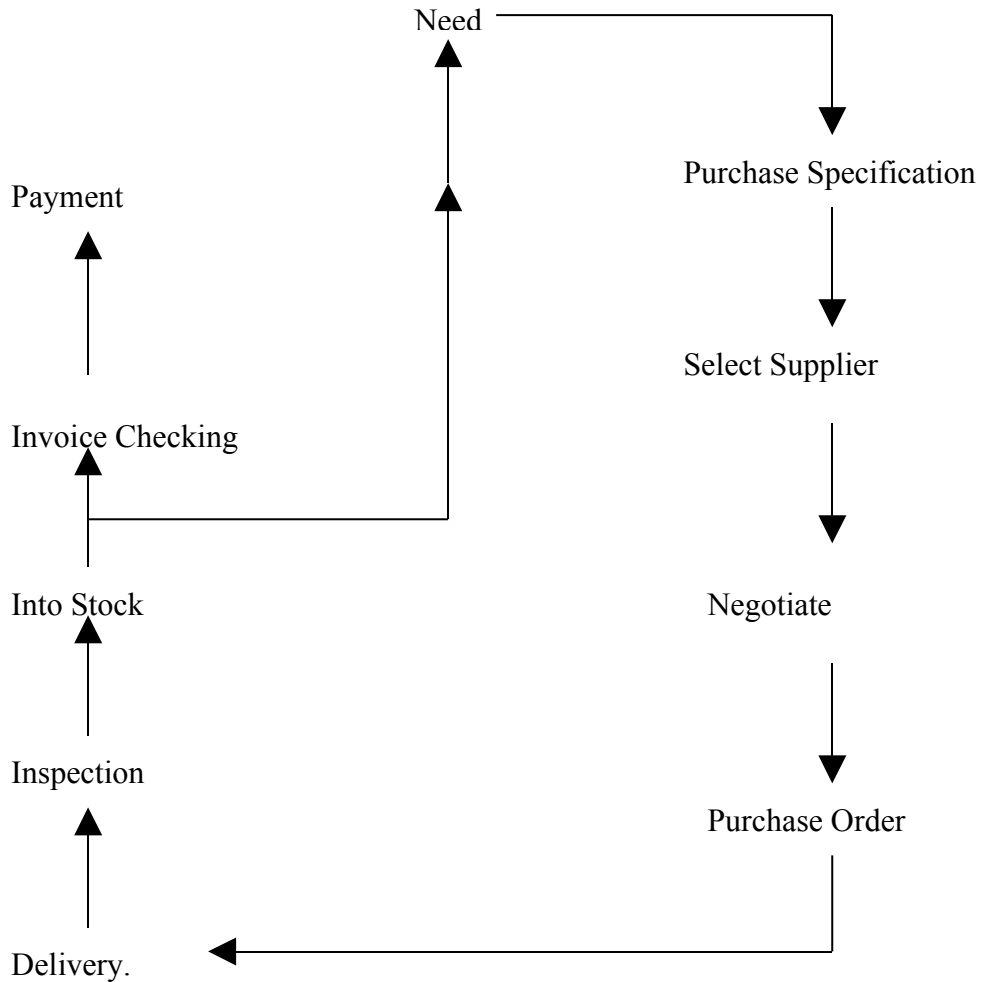 Need
Purchase Specification
Payment
Select Supplier
Invoice Checking
Into Stock
Negotiate
Inspection
Purchase Order
Delivery.